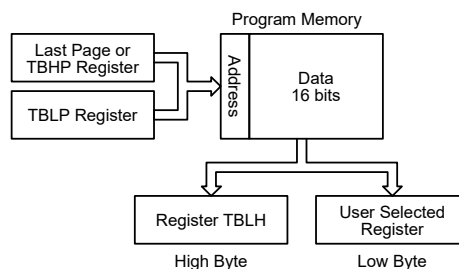 Program Memory
Last Page or
TBHP Register
TBLP Register
Address
Data
16 bits
Register TBLH
User Selected
Register
High Byte
Low Byte